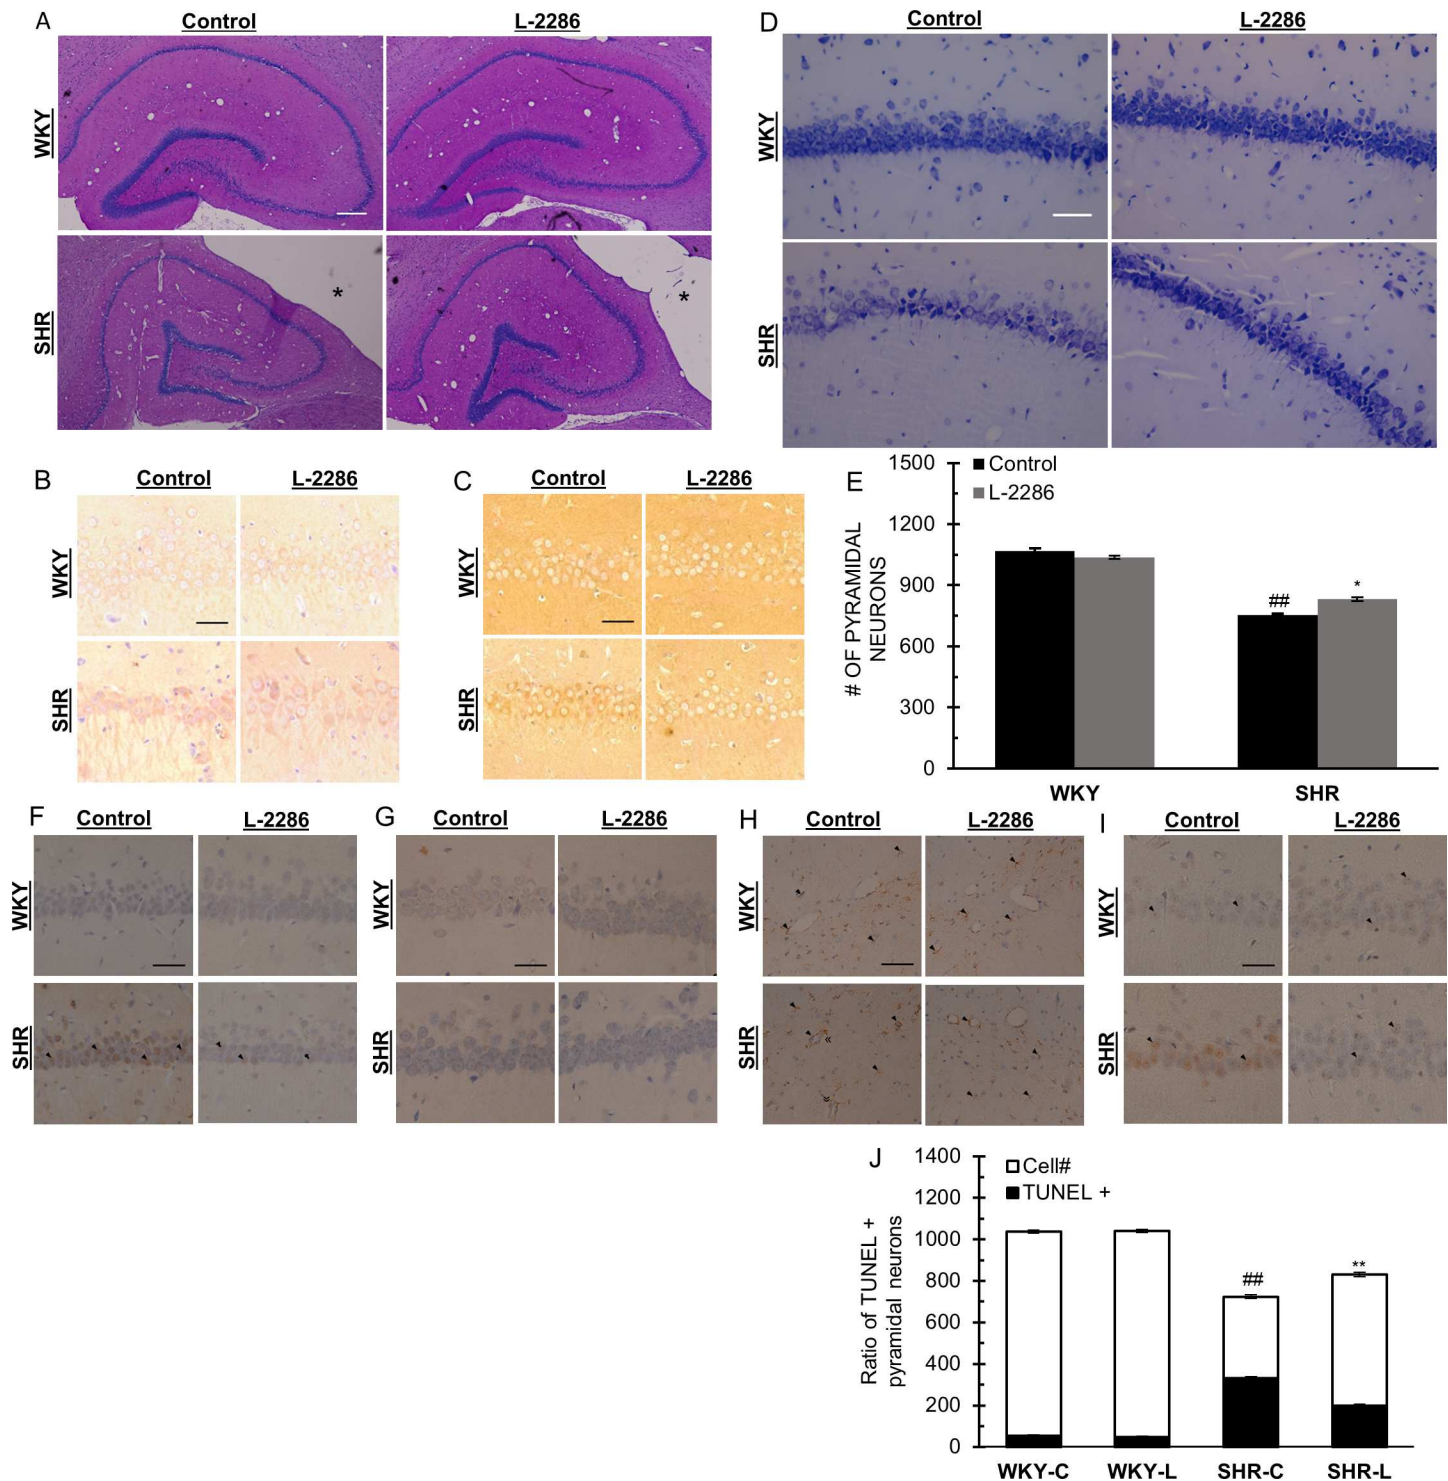 A
Control
L-2286
WKY
SHR
*
*
D
Control
L-2286
WKY
SHR
B
Control
L-2286
WKY
SHR
C
Control
L-2286
WKY
SHR
E
Control
L-2286
# OF PYRAMIDAL
NEURONS
1500
1200
900
600
300
0
##
*
WKY
SHR
F
Control
L-2286
WKY
SHR
G
Control
L-2286
WKY
SHR
H
Control
L-2286
WKY
SHR
I
Control
L-2286
WKY
SHR
J
Cell#
TUNEL +
Ratio of TUNEL +
pyramidal neurons
1400
1200
1000
800
600
400
200
0
##
**
WKY-C
WKY-L
SHR-C
SHR-L